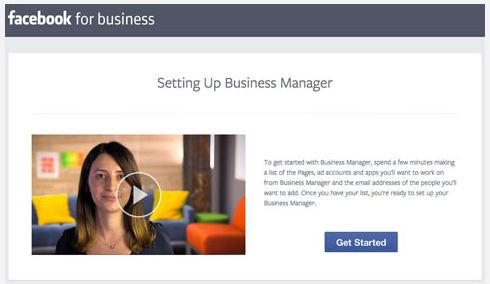 facebook for business
Setting Up Business Manager
To get started with Business Manager, spend a few minutes making
a list of the Pages, ad accounts and apps you'll want to work on
from Business Manager and the email addresses of the people you'll
want to add. Once you have your list, you're ready to set up your
Business Manager.
Get Started